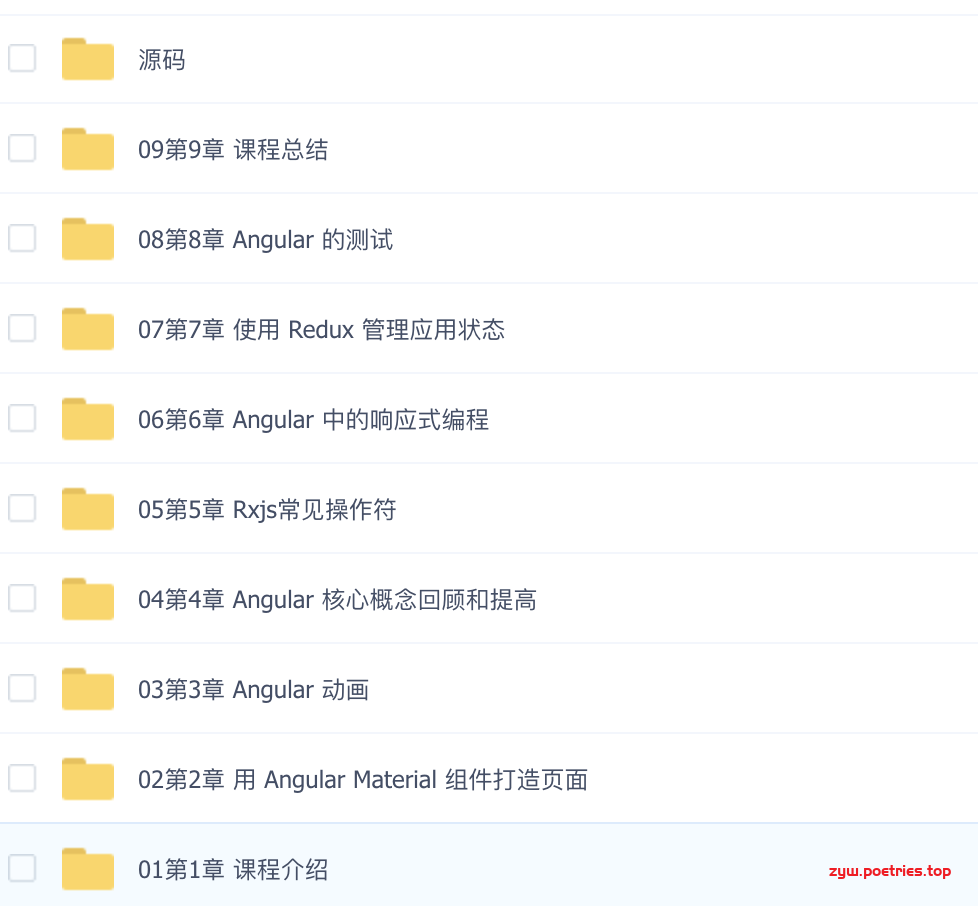 源码
09第9章 课程总结
08第8章 Angular 的测试
07第7章 使用 Redux 管理应用状态
06第6章 Angular 中的响应式编程
05第5章 Rxjs常见操作符
04第4章 Angular 核心概念回顾和提高
03第3章 Angular 动画
02第2章 用 Angular Material 组件打造页面
01第1章 课程介绍
zyw.poetries.top